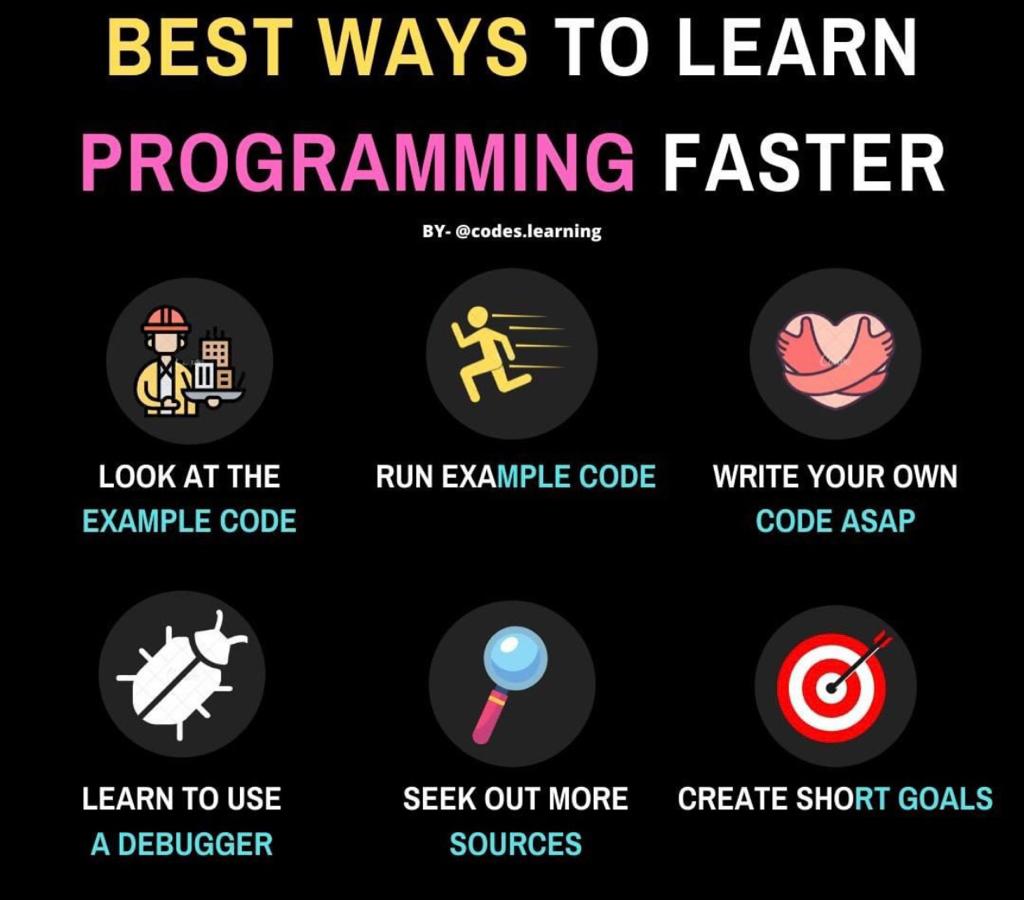 BEST WAYS TO LEARN
PROGRAMMING FASTER
BY- @codes.learning
LOOK AT THE
EXAMPLE CODE
RUN EXAMPLE CODE
WRITE YOUR OWN
CODE ASAP
LEARN TO USE
A DEBUGGER
SEEK OUT MORE
SOURCES
CREATE SHORT GOALS